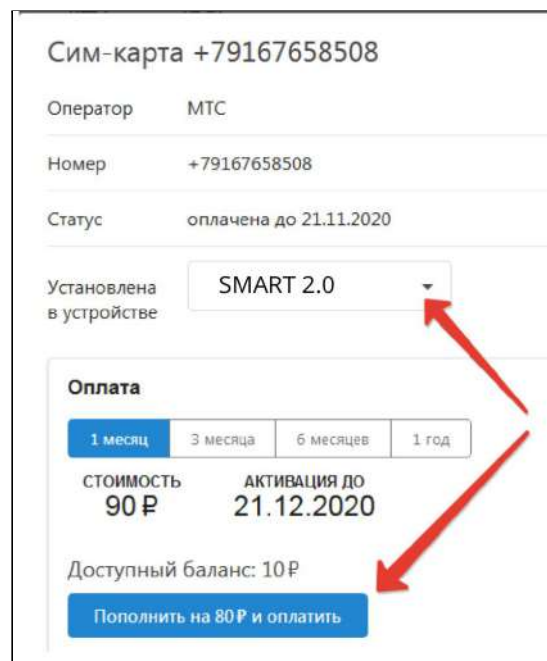 Сим-карта +79167658508
Оператор МТС
Номер +79167658508
Статус оплачена до 21.11.2020
Установлена в устройстве SMART 2.0
Оплата
1 месяц 3 месяца 6 месяцев 1 год
СТОИМОСТЬ АКТИВАЦИЯ ДО
90 ₽ 21.12.2020
Доступный баланс: 10 ₽
Пополнить на 80 ₽ и оплатить